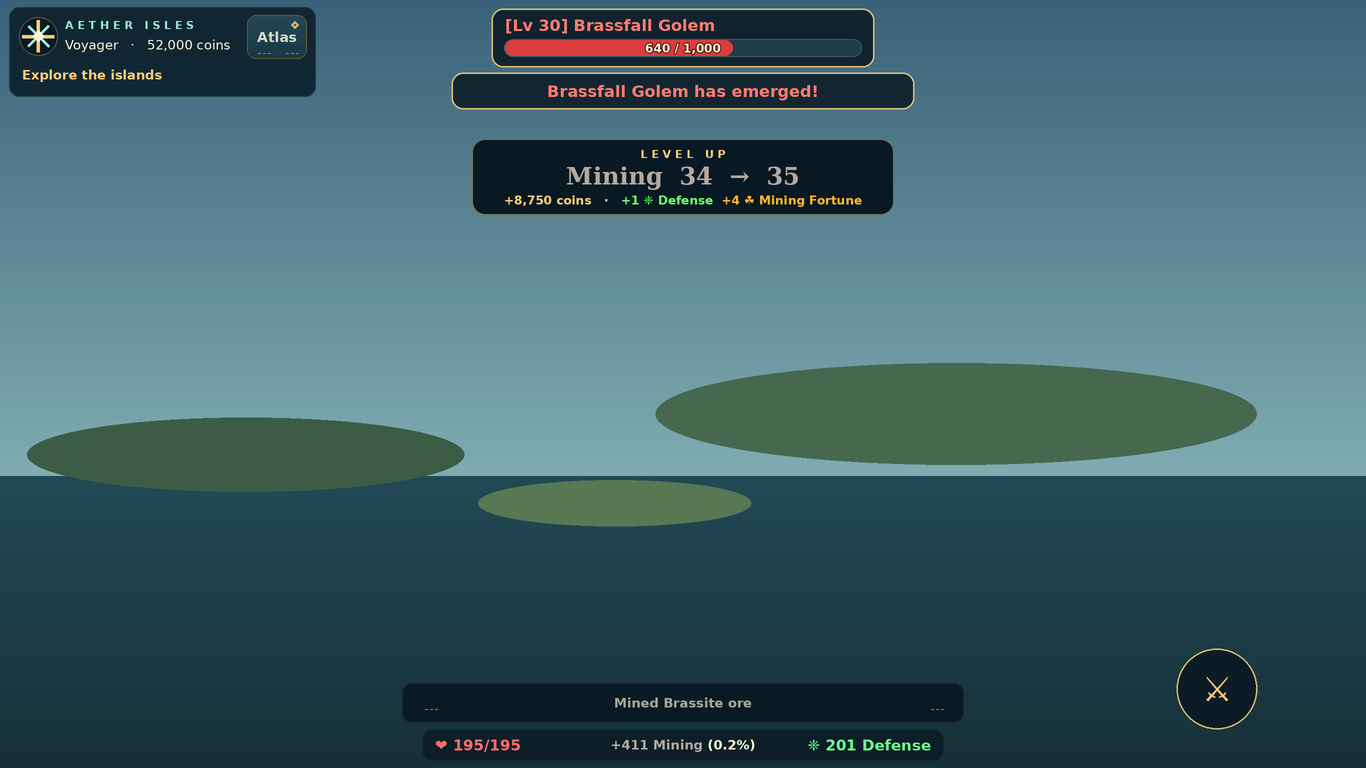 AETHER ISLES
Voyager · 52,000 coins
Atlas
--- ---
Explore the islands
[Lv 30] Brassfall Golem
640 / 1,000
Brassfall Golem has emerged!
LEVEL UP
Mining 34 → 35
+8,750 coins · +1 ❈ Defense +4 ☘ Mining Fortune
--- Mined Brassite ore ---
❤ 195/195 +411 Mining (0.2%) ❈ 201 Defense
⚔